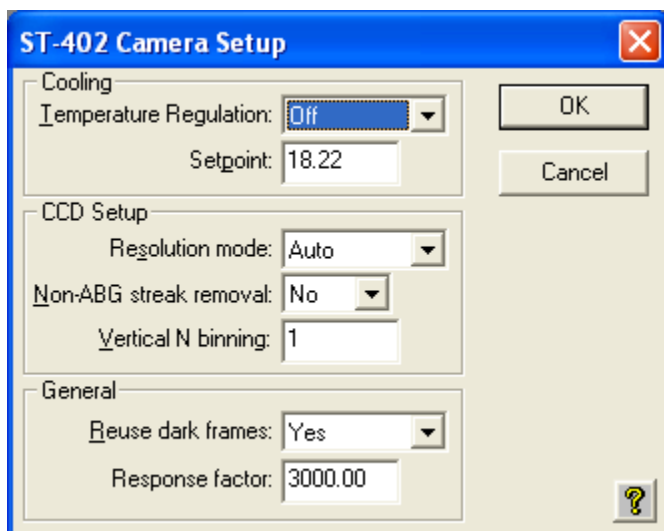 ST-402 Camera Setup
Cooling
Temperature Regulation: Off
Setpoint: 18.22
OK
Cancel
CCD Setup
Resolution mode: Auto
Non-ABG streak removal: No
Vertical N binning: 1
General
Reuse dark frames: Yes
Response factor: 3000.00
?